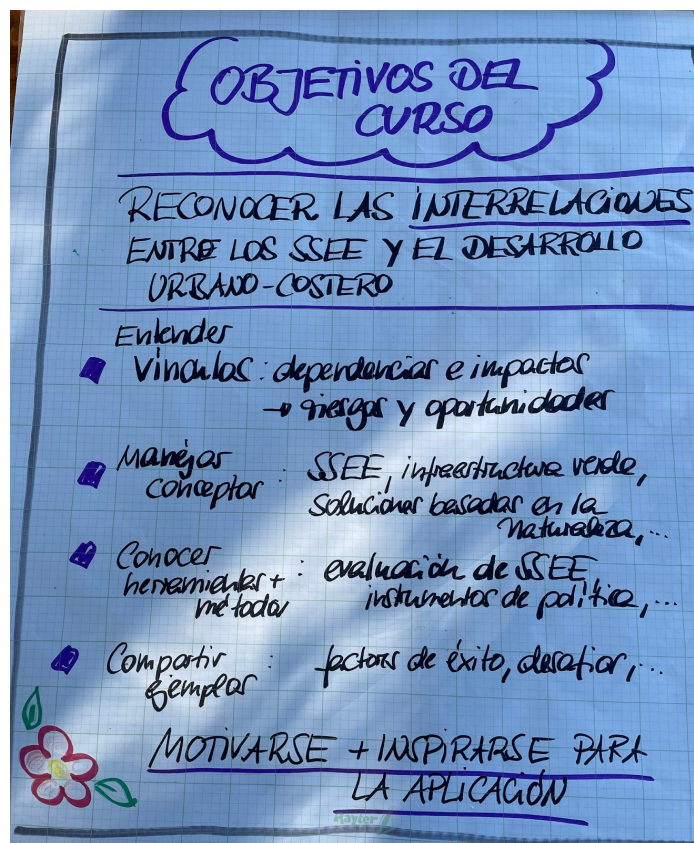 OBJETIVOS DEL
CURSO
RECONOCER LAS INTERRELACIONES
ENTRE LOS SSEE Y EL DESARROLLO
URBANO-COSTERO
Entender
vínculos : dependencias e impactos
→ riesgos y oportunidades
Manejar
conceptos : SSEE, infraestructura verde,
soluciones basadas en la
naturaleza,...
Conocer
herramientas +
métodos : evaluación de SSEE
instrumentos de política,...
Compartir
ejemplos : factores de éxito, desafíos,...
MOTIVARSE + INSPIRARSE PARA
LA APLICACIÓN
Rayter